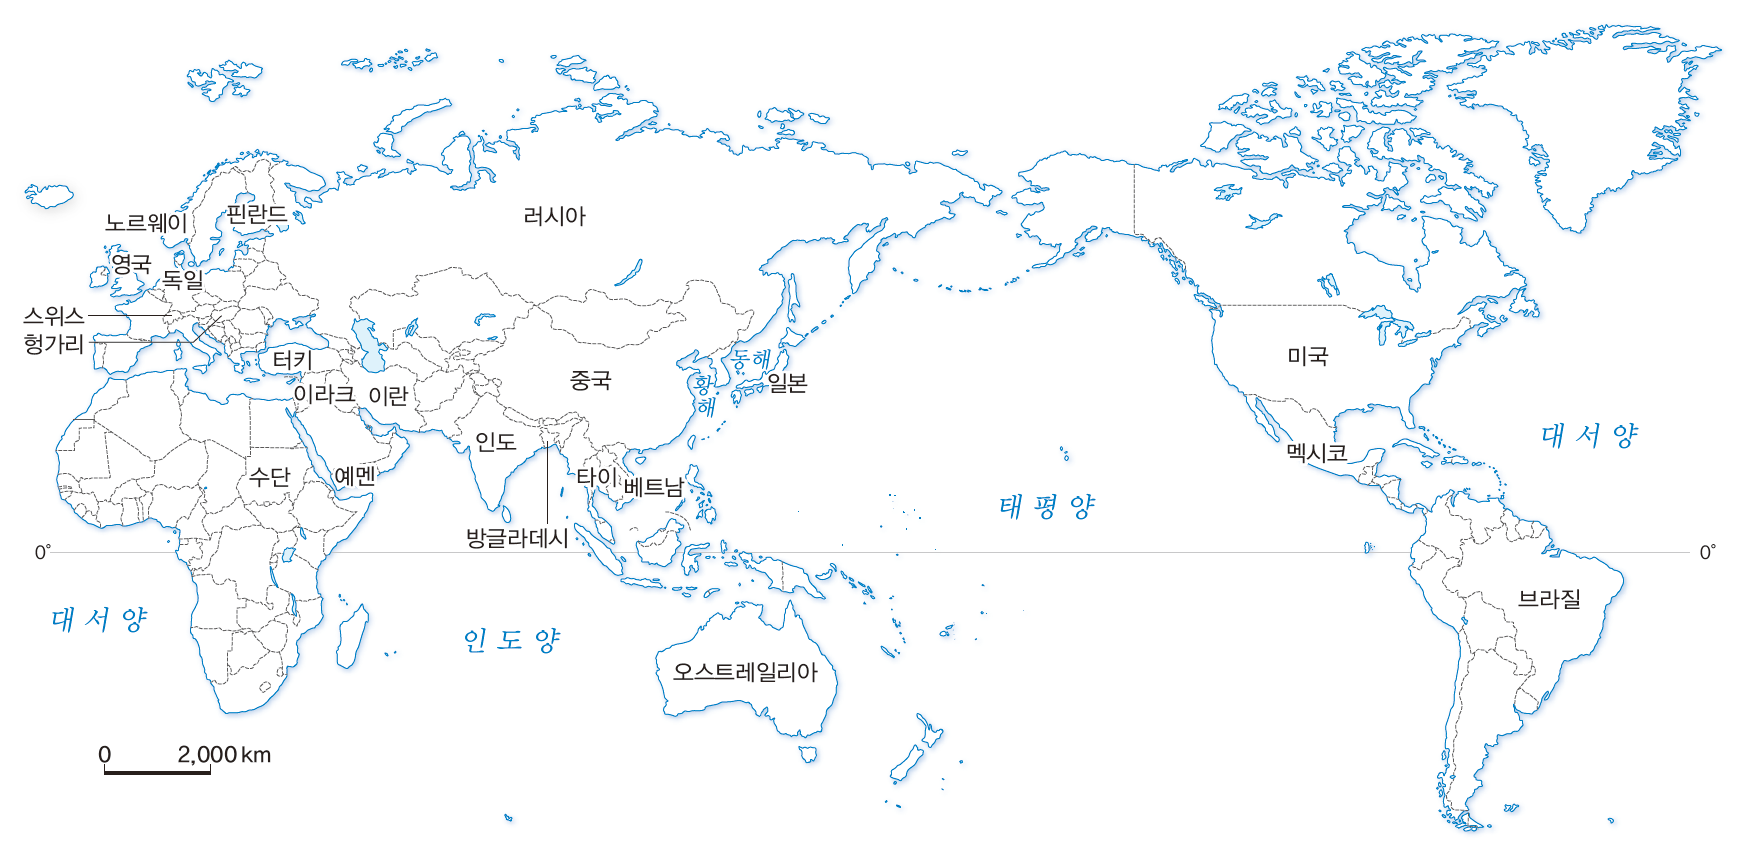 노르웨이
핀란드
러시아
영국
독일
스위스
헝가리
터키
이라크
이란
중국
동해
황해
일본
미국
인도
수단
예멘
타이
베트남
방글라데시
멕시코
대서양
태평양
0°
0°
브라질
대서양
인도양
오스트레일리아
0
2,000 km